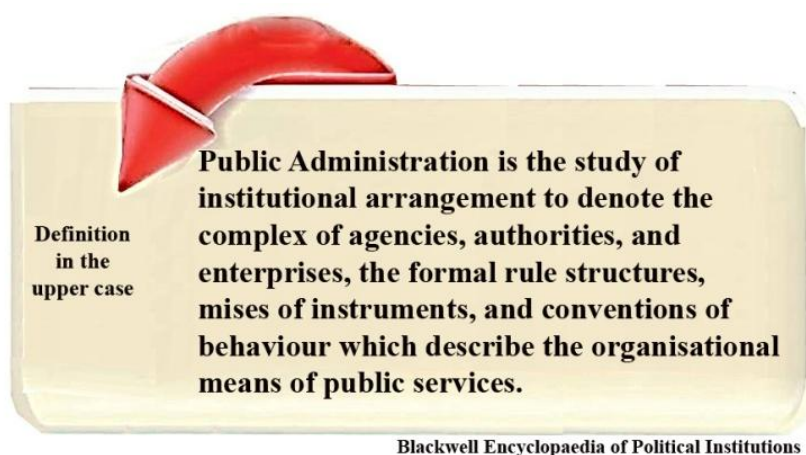 Definition
in the
upper case
Public Administration is the study of
institutional arrangement to denote the
complex of agencies, authorities, and
enterprises, the formal rule structures,
mises of instruments, and conventions of
behaviour which describe the organisational
means of public services.
Blackwell Encyclopaedia of Political Institutions